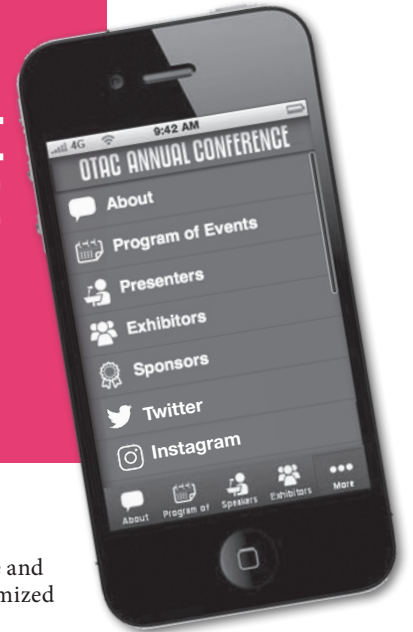 4G 9:42 AM
OTAC ANNUAL CONFERENCE
About
Program of Events
Presenters
Exhibitors
Sponsors
Twitter
Instagram
About Program of Speakers Exhibitors More
and
mized